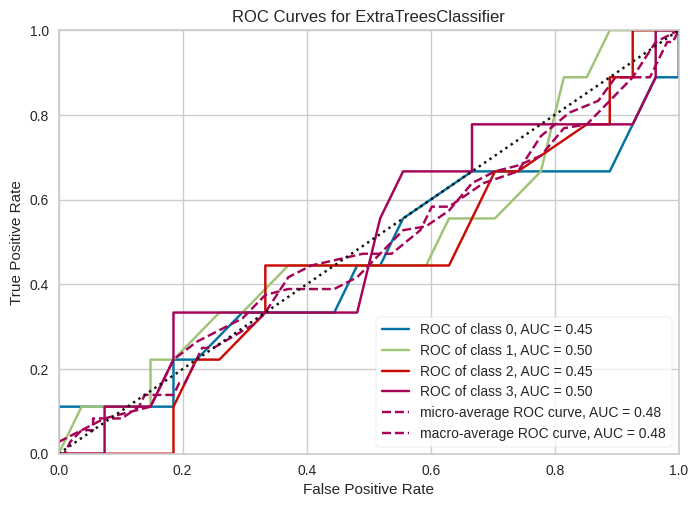 ROC Curves for ExtraTreesClassifier
1.0
0.8
0.6
0.4
0.2
0.0
True Positive Rate
ROC of class 0, AUC = 0.45
ROC of class 1, AUC = 0.50
ROC of class 2, AUC = 0.45
ROC of class 3, AUC = 0.50
micro-average ROC curve, AUC = 0.48
macro-average ROC curve, AUC = 0.48
0.0 0.2 0.4 0.6 0.8 1.0
False Positive Rate